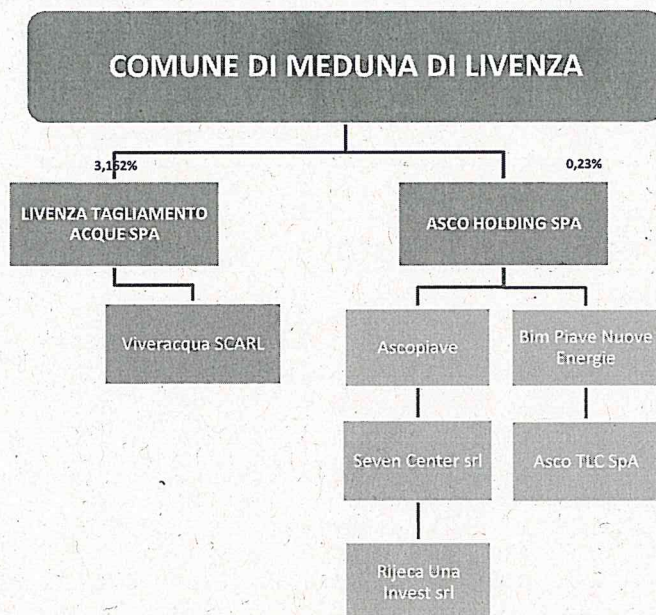 COMUNE DI MEDUNA DI LIVENZA
3,162%
0,23%
LIVENZA TAGLIAMENTO
ACQUE SPA
ASCO HOLDING SPA
Viveracqua SCARL
Ascopiave
Bim Piave Nuove
Energie
Seven Center srl
Asco TLC SpA
Rijeca Una
Invest srl